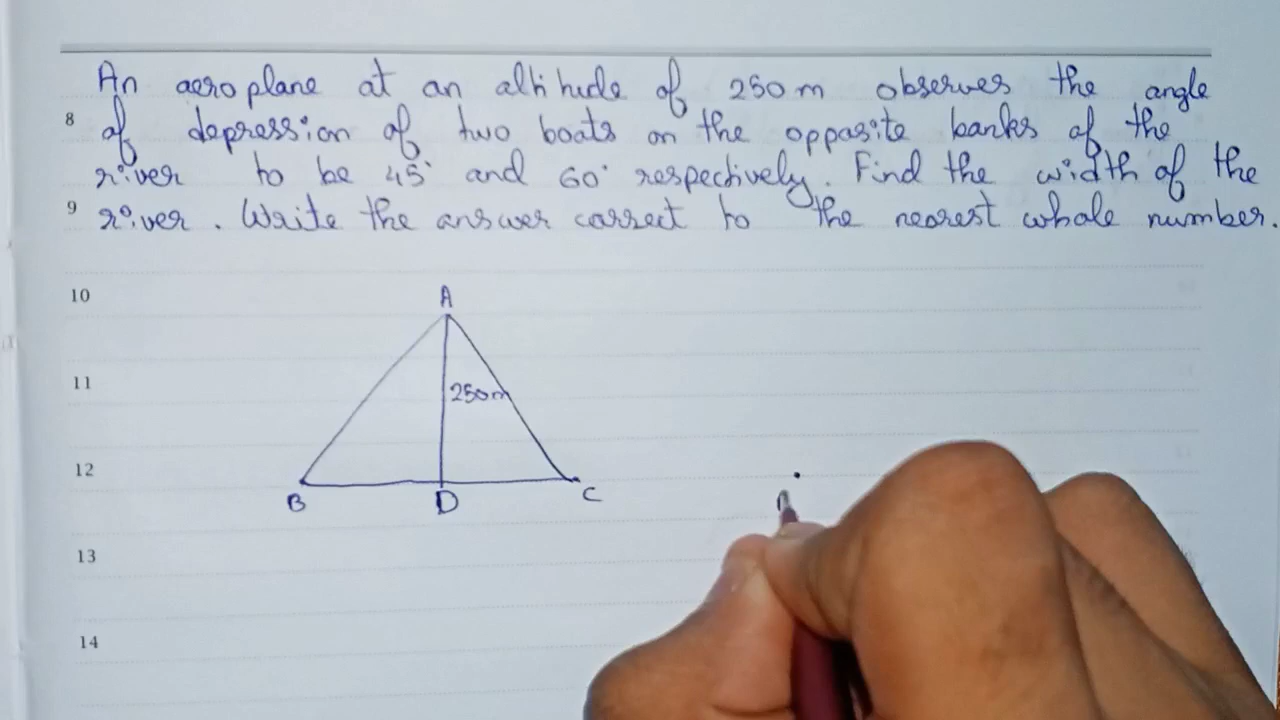 An aeroplane at an altitude of 250m observes the angle
8
of depression of two boats on the opposite banks of the
river to be 45° and 60° respectively. Find the width of the
9
river. Write the answer correct to the nearest whole number.
10
A
11
250m
12
B D C
13
14